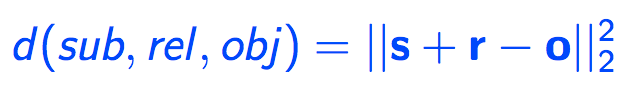 d(sub, rel, obj) = ||s + r − o||₂²